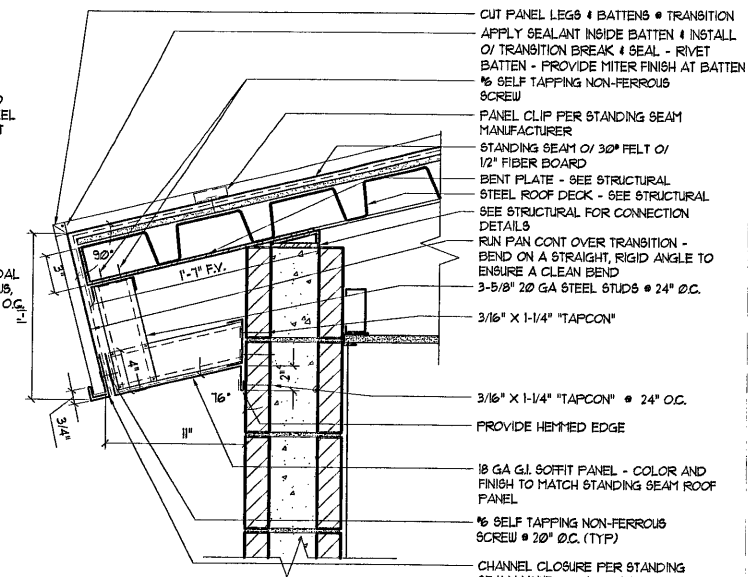 CUT PANEL LEGS & BATTENS @ TRANSITION
APPLY SEALANT INSIDE BATTEN & INSTALL
O/ TRANSITION BREAK & SEAL - RIVET
BATTEN - PROVIDE MITER FINISH AT BATTEN
#6 SELF TAPPING NON-FERROUS
SCREW
PANEL CLIP PER STANDING SEAM
MANUFACTURER
STANDING SEAM O/ 30# FELT O/
1/2" FIBER BOARD
BENT PLATE - SEE STRUCTURAL
STEEL ROOF DECK - SEE STRUCTURAL
SEE STRUCTURAL FOR CONNECTION
DETAILS
RUN PAN CONT OVER TRANSITION -
BEND ON A STRAIGHT, RIGID ANGLE TO
ENSURE A CLEAN BEND
3-5/8" 20 GA STEEL STUDS @ 24" O.C.
3/16" X 1-1/4" "TAPCON"
3/16" X 1-1/4" "TAPCON" @ 24" O.C.
PROVIDE HEMMED EDGE
18 GA G.I. SOFFIT PANEL - COLOR AND
FINISH TO MATCH STANDING SEAM ROOF
PANEL
#6 SELF TAPPING NON-FERROUS
SCREW @ 20" O.C. (TYP)
CHANNEL CLOSURE PER STANDING
EL
T
OAL
US,
O.C.
90°
3"
1'-7" F.V.
1'-1"
4"
2"
76°
11"
3/4"